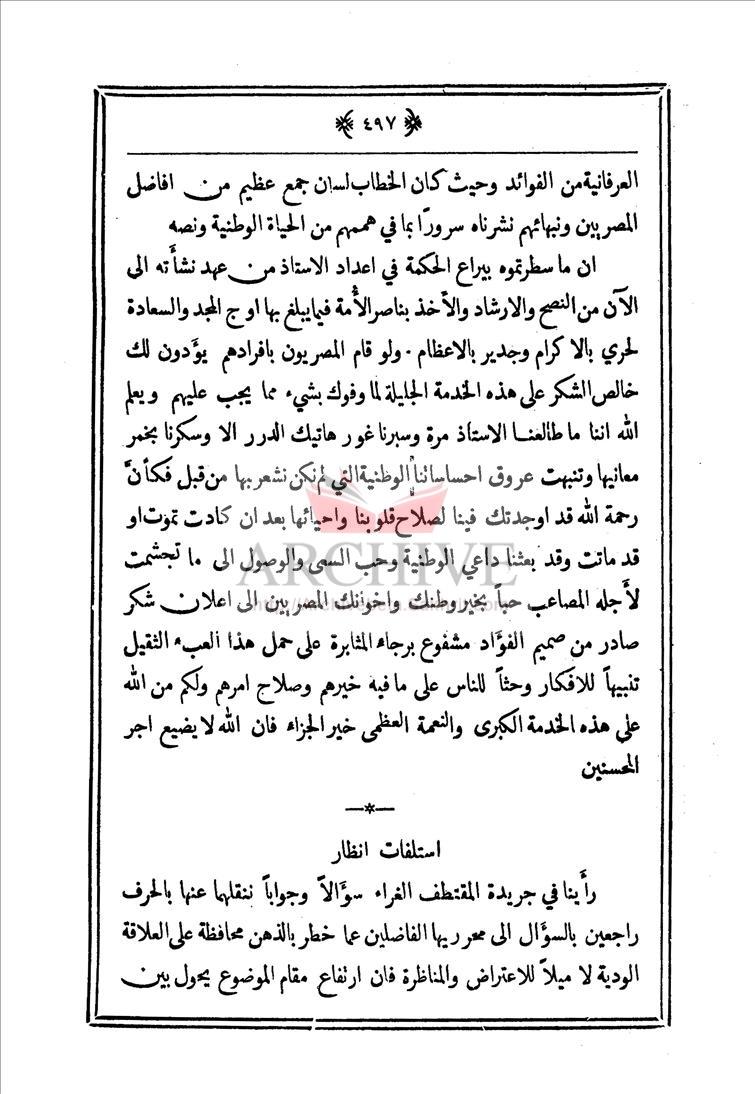 ﴿ ٤٩٧ ﴾
العرفانية من الفوائد وحيث كان الخطاب لسان جمع عظيم من افاضل
المصريين ونبهائهم نشرناه سرورًا بما في هممهم من الحياة الوطنية ونصه
ان ما سطرتموه بيراع الحكمة في اعداد الاستاذ من عهد نشأته الى
الآن من النصح والارشاد والأخذ بناصر الأمة فيما يبلغ بها اوج المجد والسعادة
لحري بالاكرام وجدير بالاعظام · ولو قام المصريون بافرادهم يؤدون لك
خالص الشكر على هذه الخدمة الجليلة لما وفوك بشيء مما يجب عليهم ويعلم
الله اننا ما طالعنا الاستاذ مرة وسبرنا غور هاتيك الدرر الا وسكرنا بخمر
معانيها وتنبهت عروق احساساتنا الوطنية التي لم نكن نشعر بها من قبل فكأنَّ
رحمة الله قد اوجدتك فينا لصلاح قلوبنا واحيائها بعد ان كادت تموت او
قد ماتت وقد بعثنا داعي الوطنية وحب السعى والوصول الى ما تجشمت
لأجله المصاعب حباً بخير وطنك واخوانك المصريين الى اعلان شكر
صادر من صميم الفؤاد مشفوع برجاء المثابرة على حمل هذا العبء الثقيل
تنبيهاً للافكار وحثاً للناس على ما فيه خيرهم وصلاح امرهم ولكم من الله
على هذه الخدمة الكبرى والنعمة العظمى خير الجزاء فان الله لا يضيع اجر
المحسنين
استلفات انظار
رأينا في جريدة المقتطف الغراء سؤالاً وجواباً ننقلهما عنها بالحرف
راجعين بالسؤال الى محرريها الفاضلين عما خطر بالذهن محافظة على العلاقة
الودية لا ميلاً للاعتراض والمناظرة فان ارتفاع مقام الموضوع يحول بين
ARCHIVE